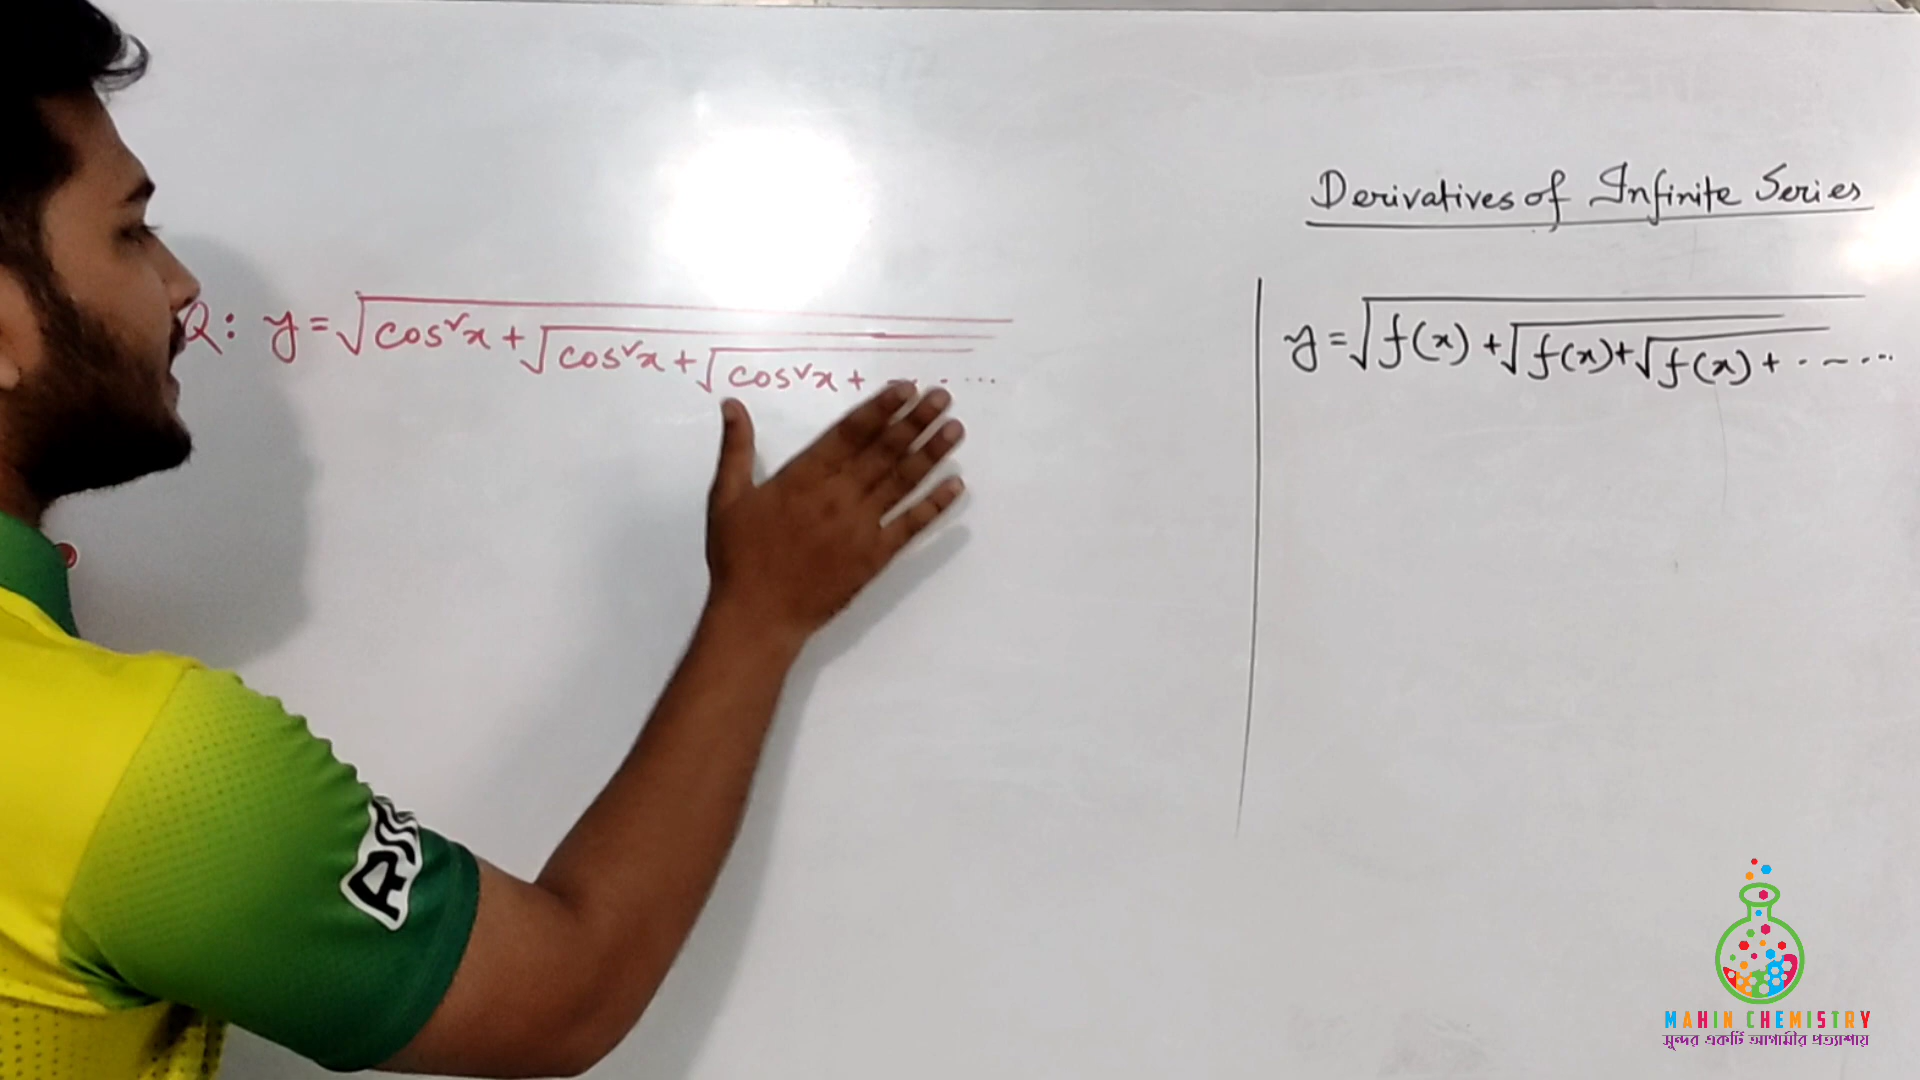 Derivatives of Infinite Series
Q: y = √cos²x + √cos²x + √cos²x + ......
y = √f(x) + √f(x) + √f(x) + ......
MAHIN CHEMISTRY
সুন্দর একটি আগামীর প্রত্যাশায়